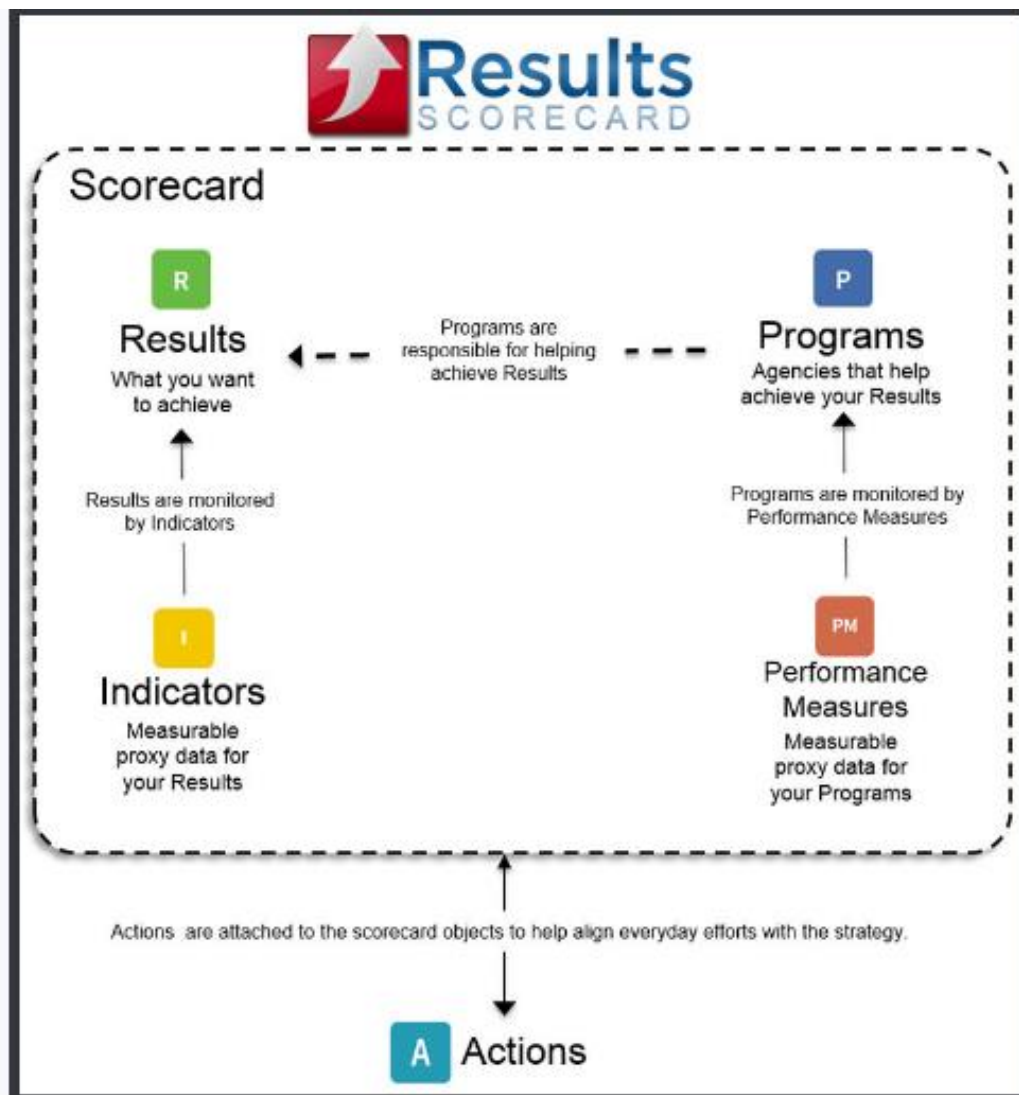 Results
SCORECARD
Scorecard
R
Results
What you want
to achieve
Programs are
responsible for helping
achieve Results
P
Programs
Agencies that help
achieve your Results
Results are monitored
by Indicators
Programs are monitored by
Performance Measures
I
Indicators
Measurable
proxy data for
your Results
PM
Performance
Measures
Measurable
proxy data for
your Programs
Actions are attached to the scorecard objects to help align everyday efforts with the strategy.
A
Actions